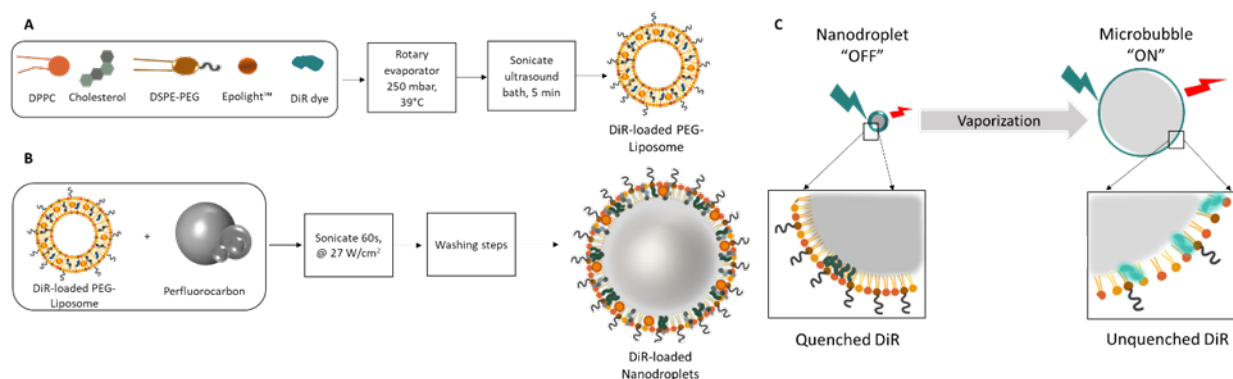 A
DPPC
Cholesterol
DSPE-PEG
Epolight™
DiR dye
Rotary
evaporator
250 mbar,
39°C
Sonicate
ultrasound
bath, 5 min
DiR-loaded PEG-
Liposome
B
DiR-loaded PEG-
Liposome
+
Perfluorocarbon
Sonicate 60s,
@ 27 W/cm²
Washing steps
DiR-loaded
Nanodroplets
C
Nanodroplet
“OFF”
Vaporization
Microbubble
“ON”
Quenched DiR
Unquenched DiR